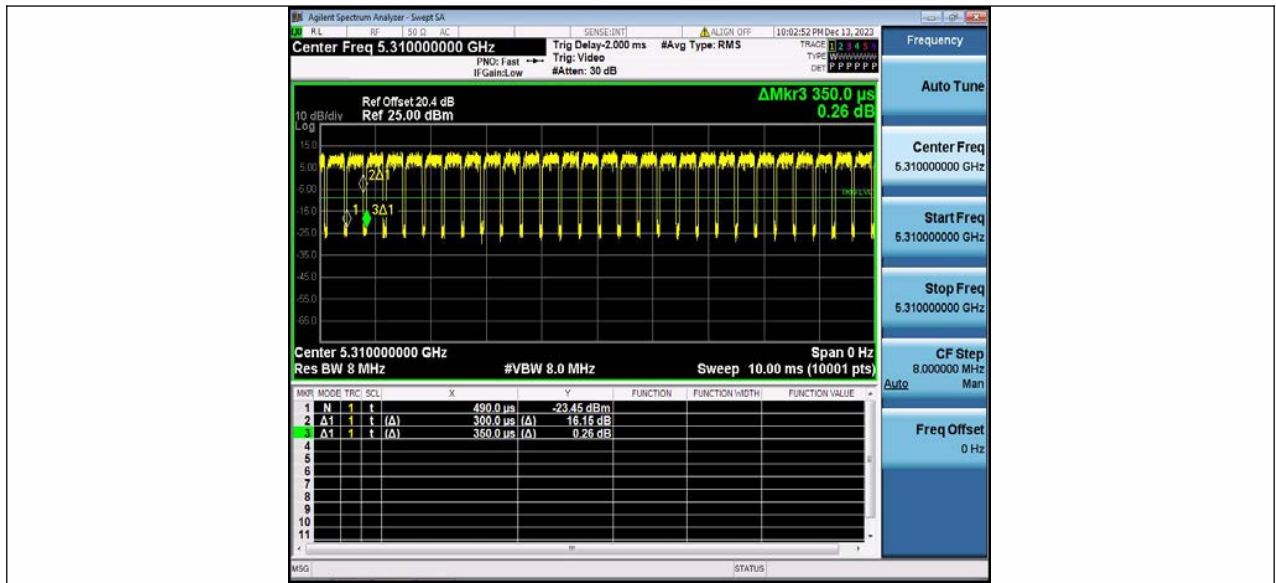 Agilent Spectrum Analyzer - Swept SA
RL RF 50 Ω AC SENSE:INT ALIGN OFF 10:02:52 PM Dec 13, 2023
Center Freq 5.310000000 GHz
PNO: Fast
IFGain:Low
Trig Delay-2.000 ms
Trig: Video
#Atten: 30 dB
#Avg Type: RMS
TRACE 1 2 3 4 5 6
TYPE
DET P P P P P P
Frequency
Auto Tune
Center Freq
5.310000000 GHz
Start Freq
5.310000000 GHz
Stop Freq
5.310000000 GHz
CF Step
8.000000 MHz
Auto Man
Freq Offset
0 Hz
ΔMkr3 350.0 µs
0.26 dB
Ref Offset 20.4 dB
10 dB/div Ref 25.00 dBm
Log
15.0
5.00
-5.00
-15.0
-25.0
-35.0
-45.0
-55.0
-65.0
2Δ1
1
3Δ1
TRIG LVL
Center 5.310000000 GHz Span 0 Hz
Res BW 8 MHz #VBW 8.0 MHz Sweep 10.00 ms (10001 pts)
MKR MODE TRC SCL X Y FUNCTION FUNCTION WIDTH FUNCTION VALUE
1 N 1 t 490.0 µs -23.45 dBm
2 Δ1 1 t (Δ) 300.0 µs (Δ) 16.15 dB
3 Δ1 1 t (Δ) 350.0 µs (Δ) 0.26 dB
4
5
6
7
8
9
10
11
MSG STATUS